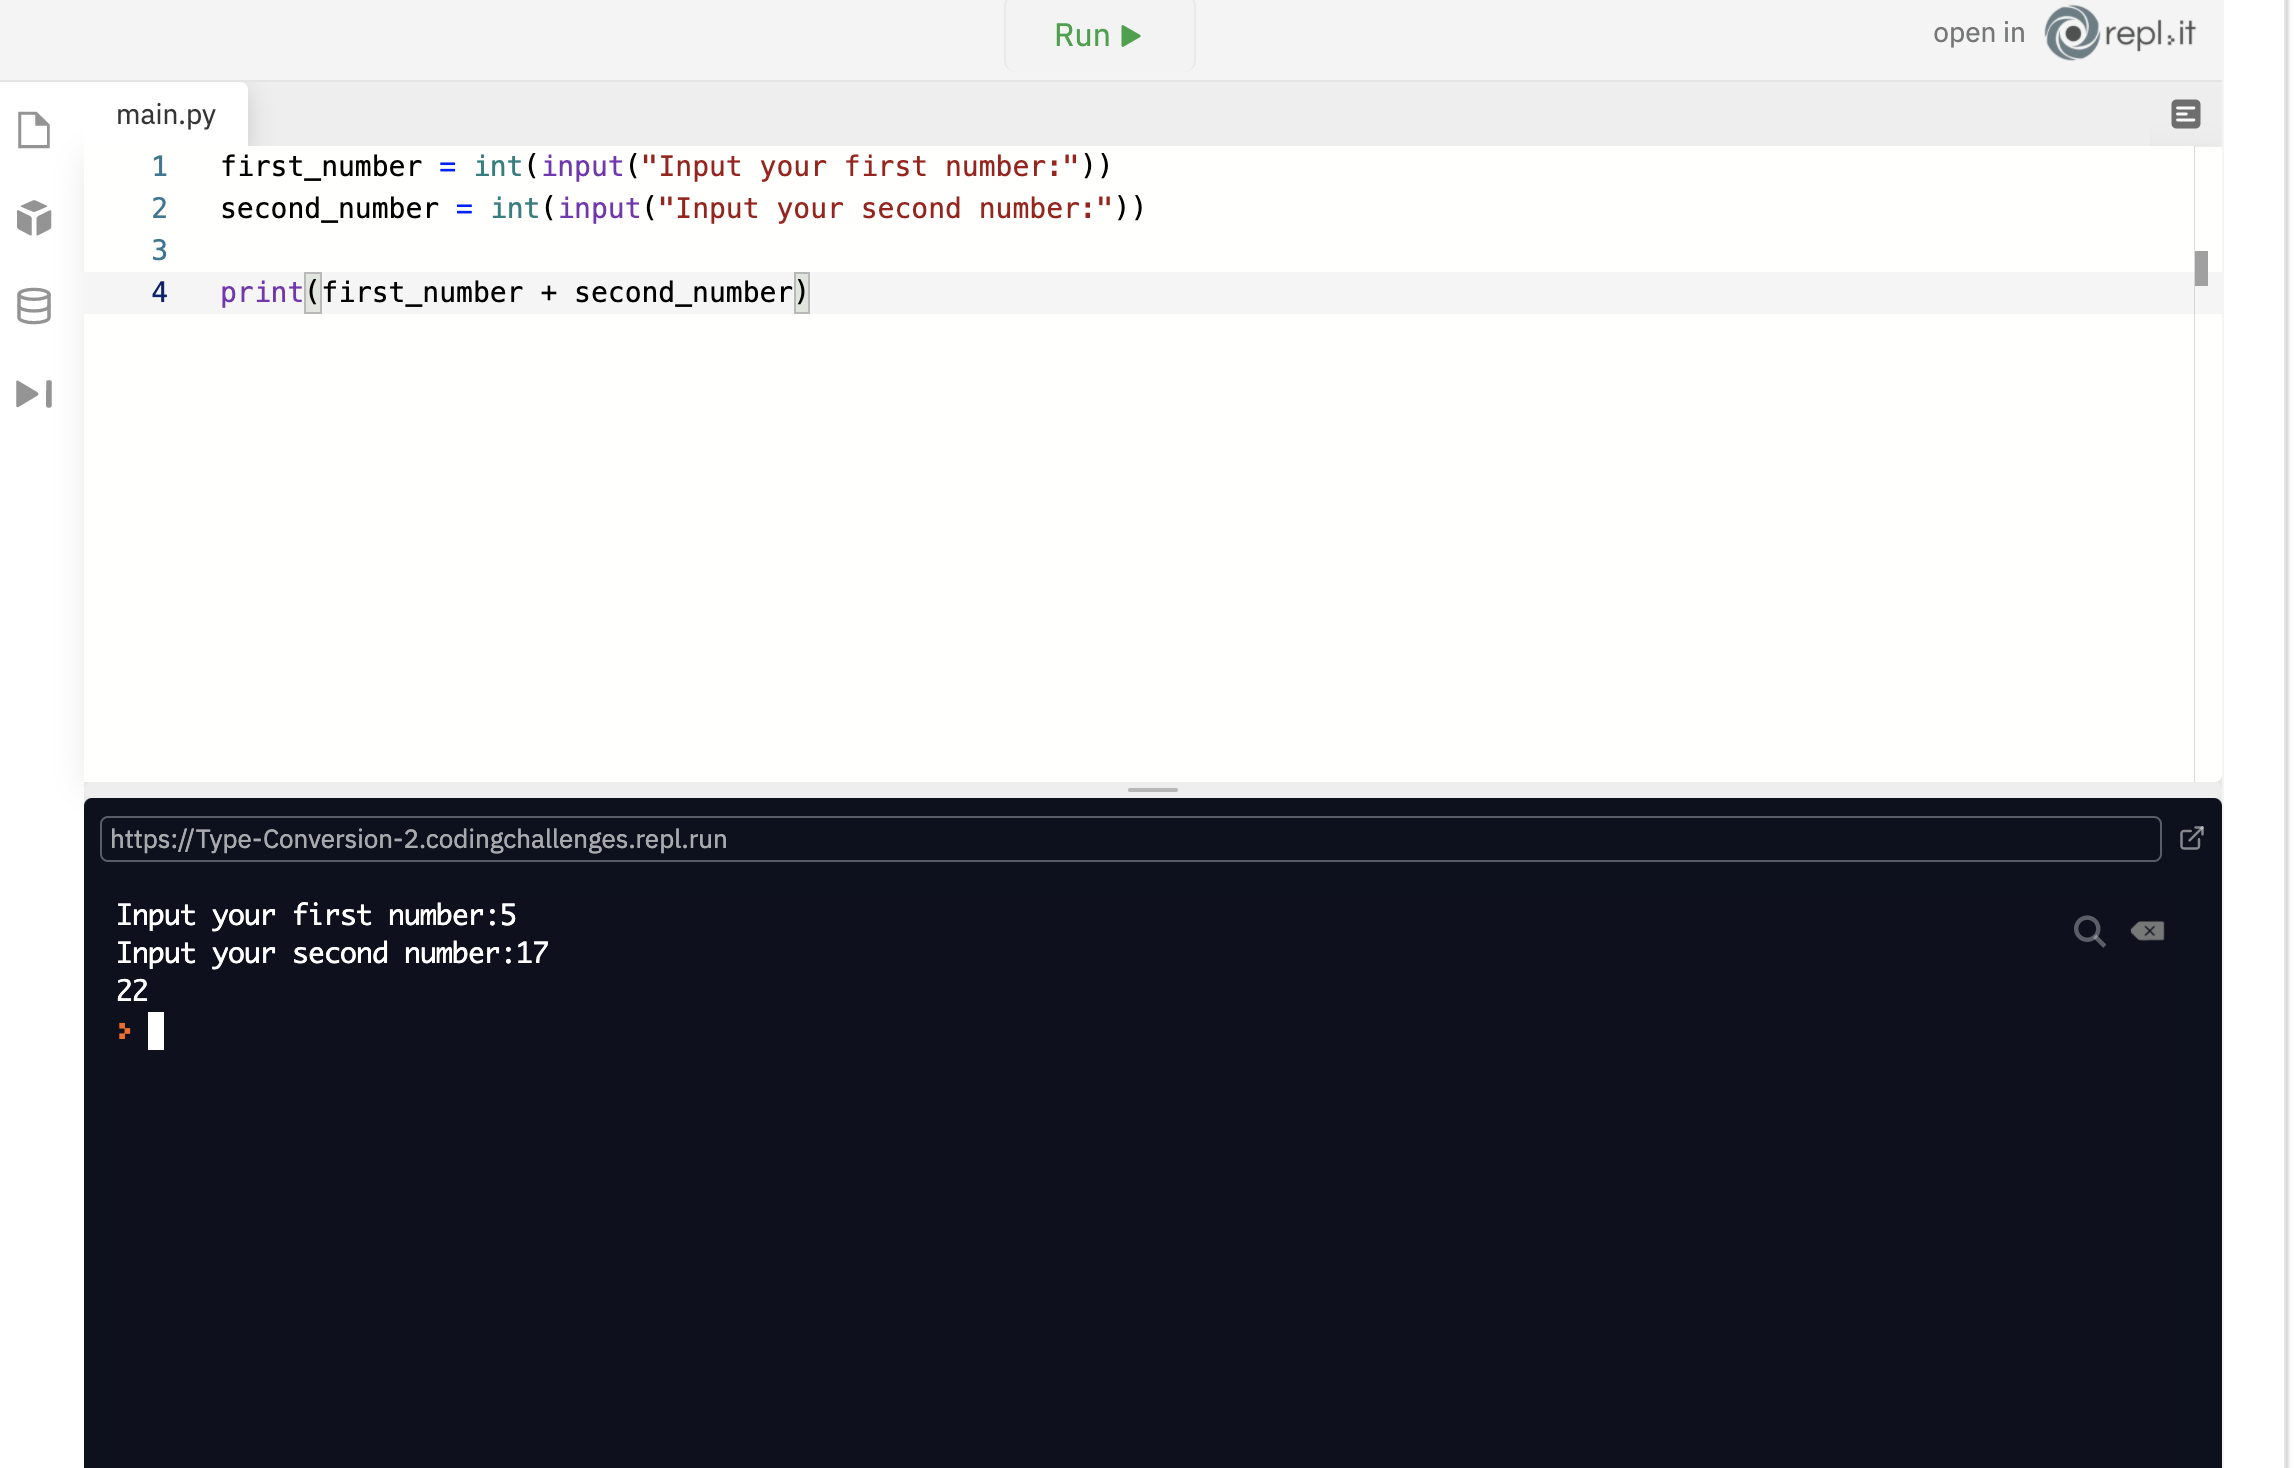 Run
open in repl.it
main.py
1 first_number = int(input("Input your first number:"))
2 second_number = int(input("Input your second number:"))
3
4 print(first_number + second_number)
https://Type-Conversion-2.codingchallenges.repl.run
Input your first number:5
Input your second number:17
22